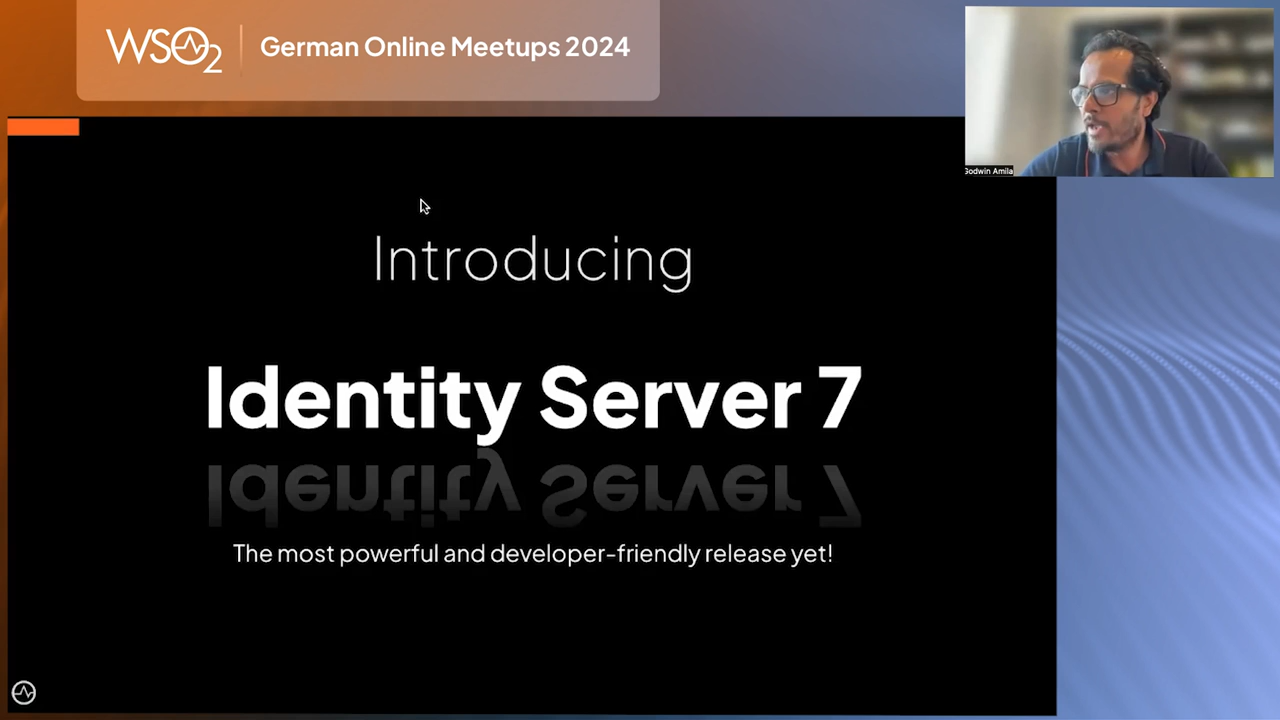 WSO2
German Online Meetups 2024
Godwin Amila
Introducing
Identity Server 7
The most powerful and developer-friendly release yet!